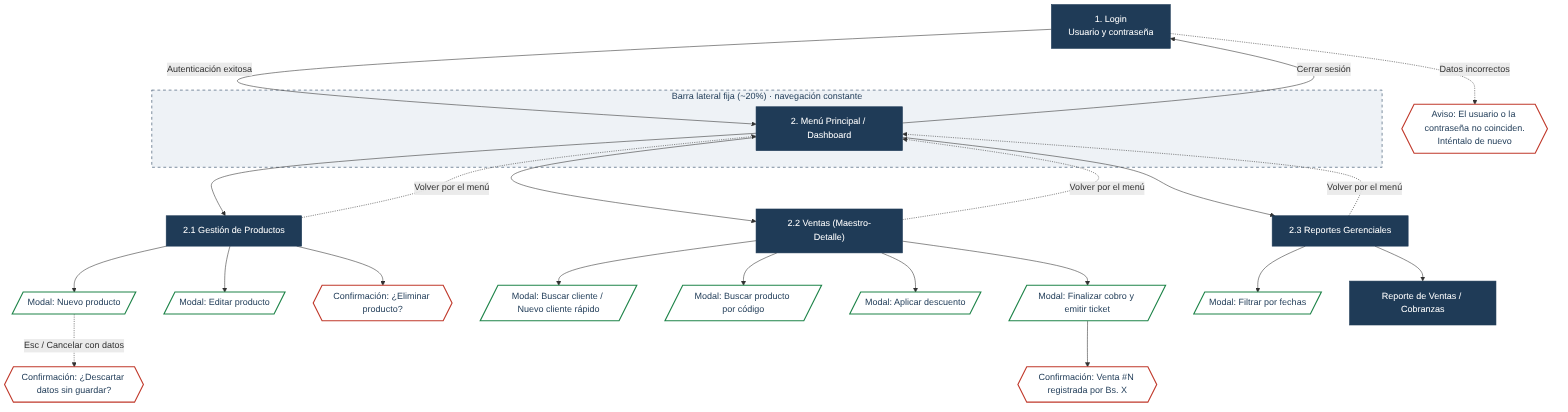 1. Login
Usuario y contraseña
Autenticación exitosa
Cerrar sesión
Datos incorrectos
Barra lateral fija (~20%) · navegación constante
2. Menú Principal /
Dashboard
Aviso: El usuario o la
contraseña no coinciden.
Inténtalo de nuevo
Volver por el menú
Volver por el menú
Volver por el menú
2.1 Gestión de Productos
2.2 Ventas (Maestro-
Detalle)
2.3 Reportes Gerenciales
Modal: Nuevo producto
Modal: Editar producto
Confirmación: ¿Eliminar
producto?
Modal: Buscar cliente /
Nuevo cliente rápido
Modal: Buscar producto
por código
Modal: Aplicar descuento
Modal: Finalizar cobro y
emitir ticket
Modal: Filtrar por fechas
Reporte de Ventas /
Cobranzas
Esc / Cancelar con datos
Confirmación: ¿Descartar
datos sin guardar?
Confirmación: Venta #N
registrada por Bs. X